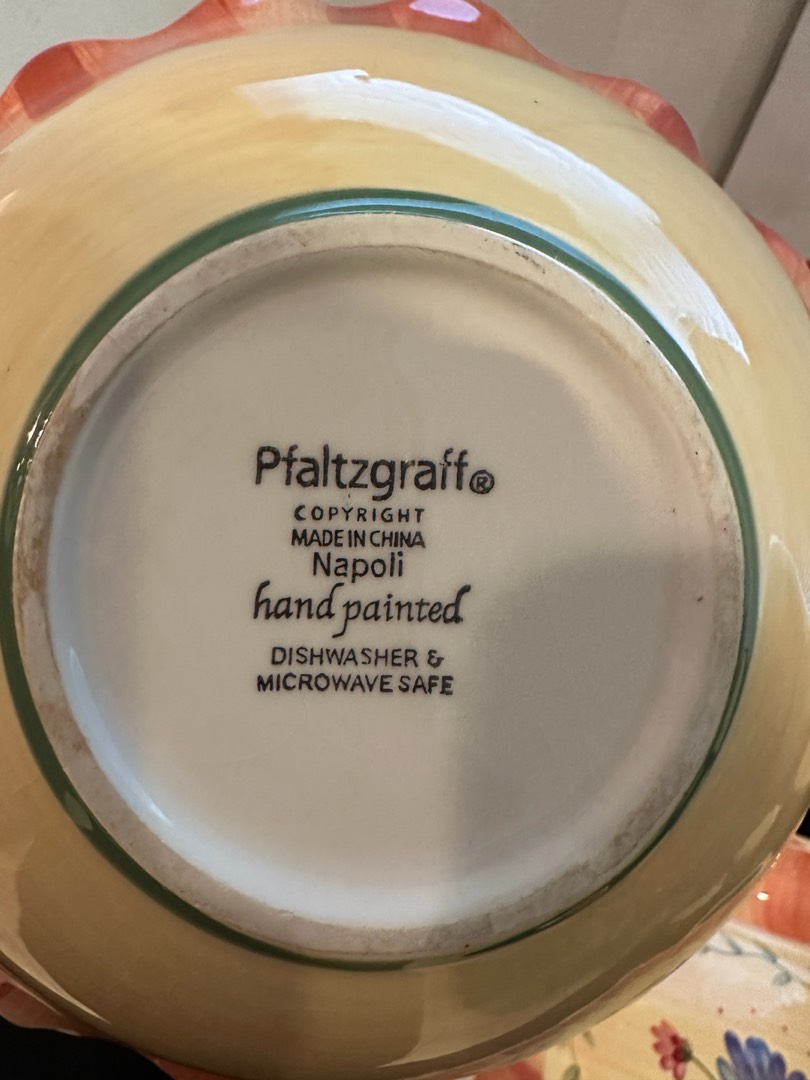 Pfaltzgraff®
COPYRIGHT
MADE IN CHINA
Napoli
hand painted
DISHWASHER &
MICROWAVE SAFE